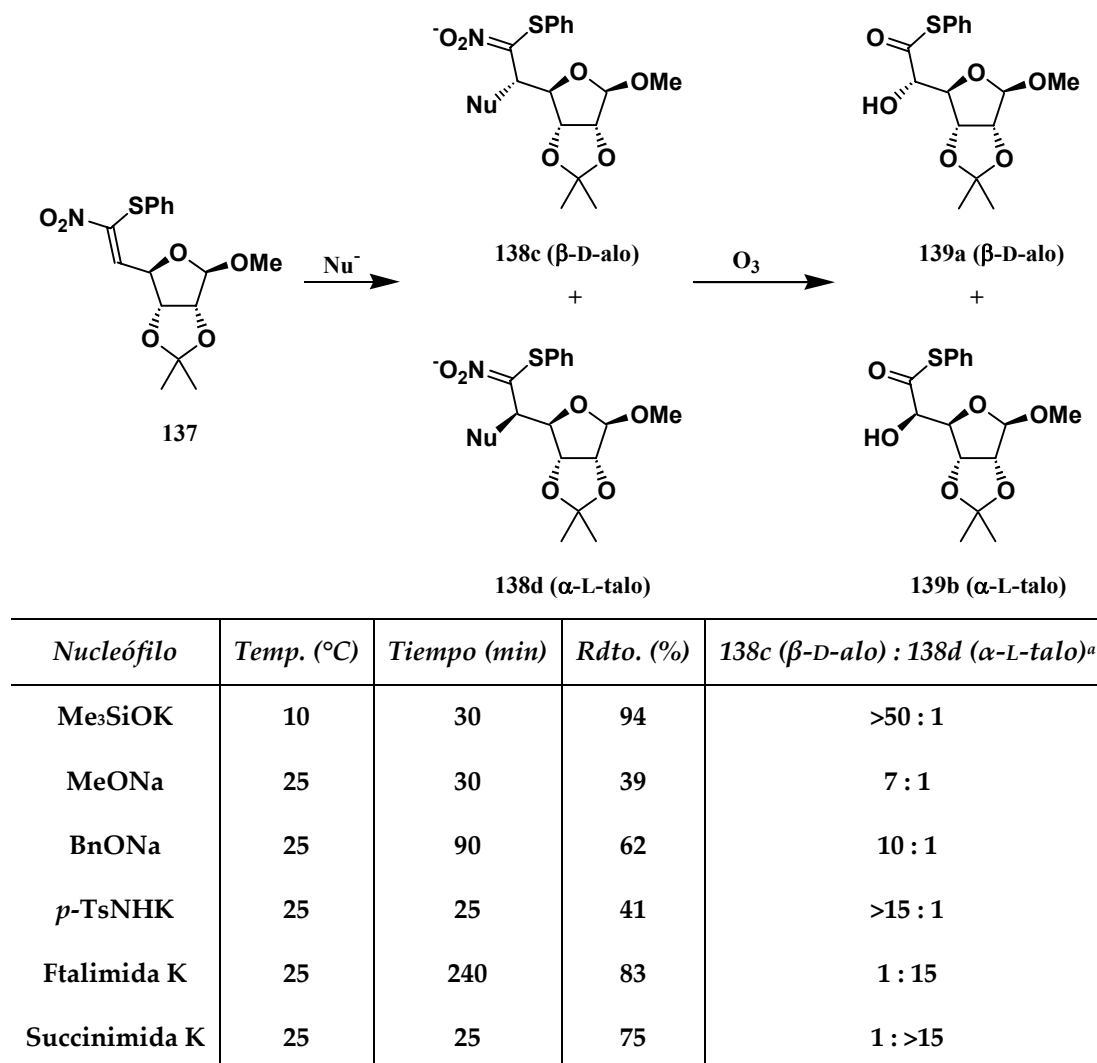 ⁻O₂N SPh
O SPh
Nu O OMe
HO O OMe
O O
O O
138c (β-D-alo)
139a (β-D-alo)
O₂N SPh
O OMe
O O
137
Nu⁻
+
O₃
+
⁻O₂N SPh
O SPh
Nu O OMe
HO O OMe
O O
O O
138d (α-L-talo)
139b (α-L-talo)
Nucleófilo Temp. (°C) Tiempo (min) Rdto. (%) 138c (β-D-alo) : 138d (α-L-talo)ᵃ
Me₃SiOK 10 30 94 >50 : 1
MeONa 25 30 39 7 : 1
BnONa 25 90 62 10 : 1
p-TsNHK 25 25 41 >15 : 1
Ftalimida K 25 240 83 1 : 15
Succinimida K 25 25 75 1 : >15